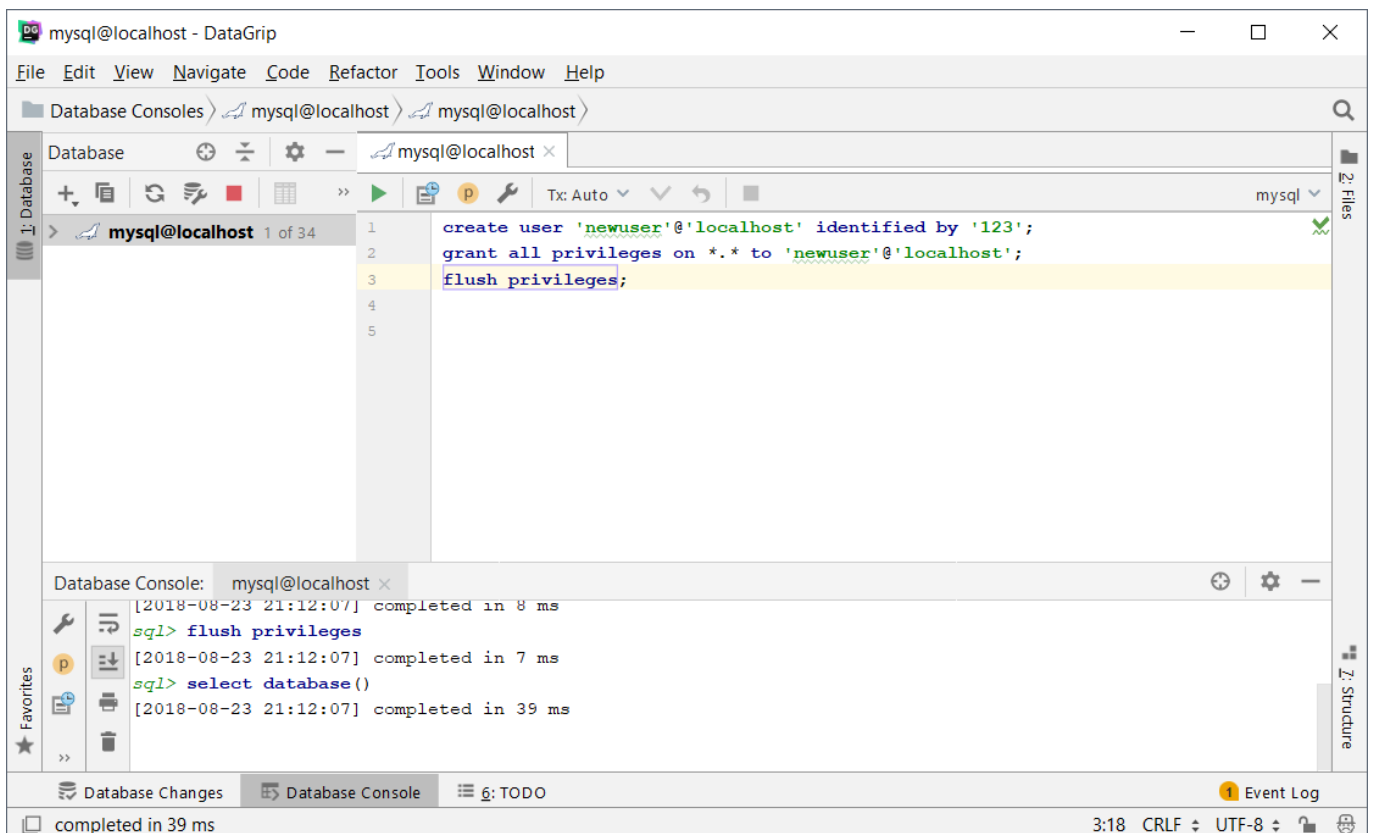 DG mysql@localhost - DataGrip
File Edit View Navigate Code Refactor Tools Window Help
Database Consoles mysql@localhost mysql@localhost
1: Database
Database
mysql@localhost
2: Files
p Tx: Auto mysql
mysql@localhost 1 of 34
1 create user 'newuser'@'localhost' identified by '123';
2 grant all privileges on *.* to 'newuser'@'localhost';
3 flush privileges;
4
5
Database Console: mysql@localhost
[2018-08-23 21:12:07] completed in 8 ms
sql> flush privileges
p [2018-08-23 21:12:07] completed in 7 ms
sql> select database()
[2018-08-23 21:12:07] completed in 39 ms
Favorites
7: Structure
Database Changes Database Console 6: TODO 1 Event Log
completed in 39 ms 3:18 CRLF UTF-8